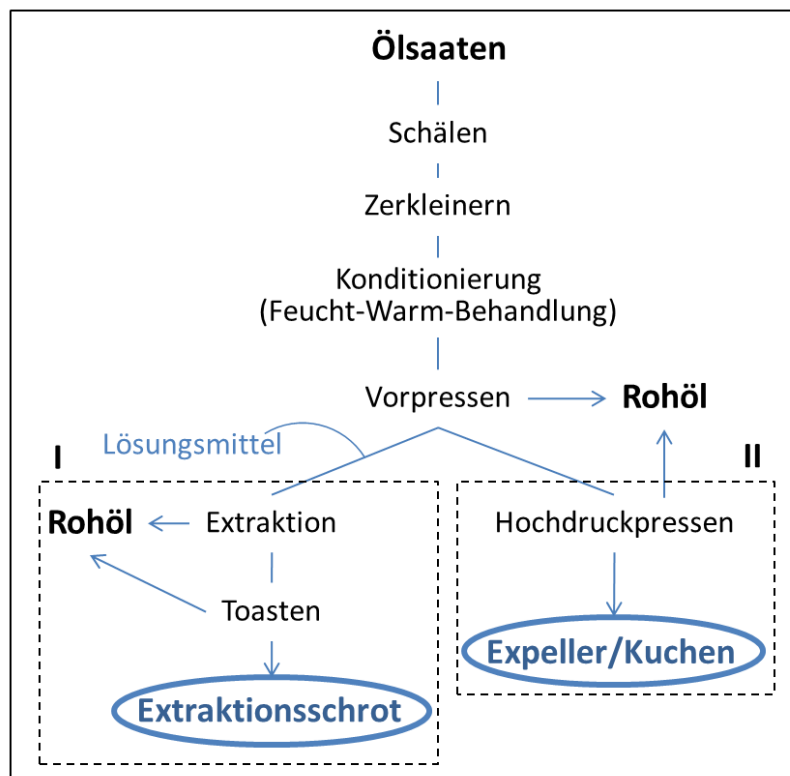 Ölsaaten
Schälen
Zerkleinern
Konditionierung
(Feucht-Warm-Behandlung)
Vorpressen
Rohöl
Lösungsmittel
I
II
Rohöl
Extraktion
Hochdruckpressen
Toasten
Expeller/Kuchen
Extraktionsschrot